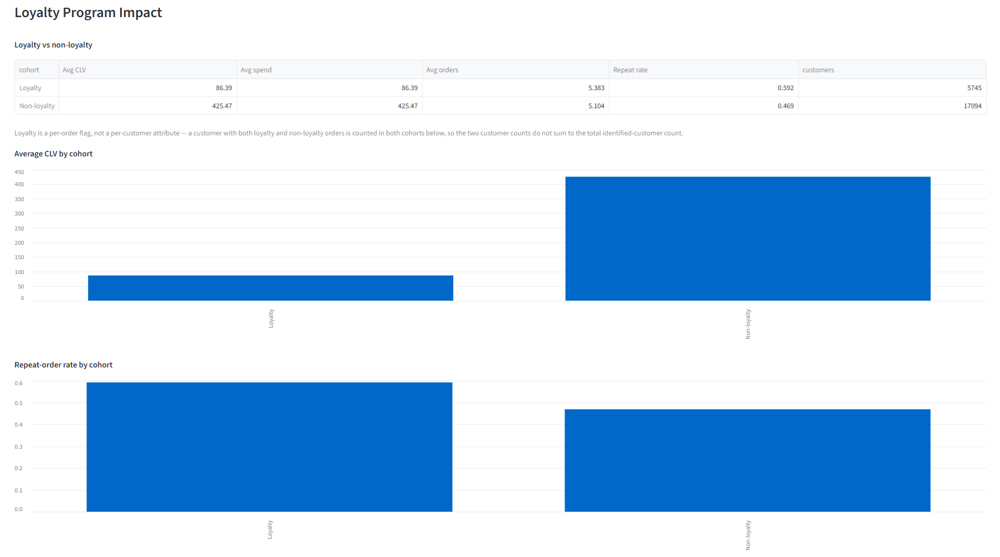 Loyalty Program Impact
Loyalty vs non-loyalty
cohort Avg CLV Avg spend Avg orders Repeat rate customers
Loyalty 86.39 86.39 5.383 0.592 5745
Non-loyalty 425.47 425.47 5.104 0.469 17094
Loyalty is a per-order flag, not a per-customer attribute — a customer with both loyalty and non-loyalty orders is counted in both cohorts below, so the two customer counts do not sum to the total identified-customer count.
Average CLV by cohort
450
400
350
300
250
200
150
100
50
0
Loyalty Non-loyalty
Repeat-order rate by cohort
0.6
0.5
0.4
0.3
0.2
0.1
0.0
Loyalty Non-loyalty